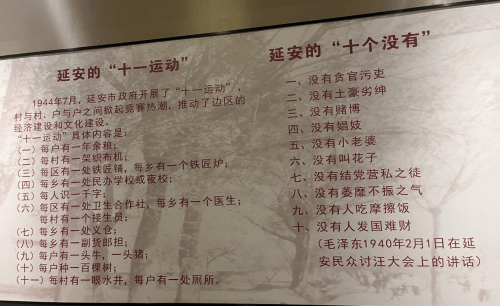 延安的“十一运动”
1944年7月，延安市政府开展了“十一运动”，
村与村、户与户之间掀起竞赛热潮，推动了边区的
经济建设和文化建设。
“十一运动”具体内容是：
（一）每户有一年余粮；
（二）每村有一架织布机；
（三）每区有一处铁匠铺，每乡有一个铁匠炉；
（四）每乡有一处民办学校或夜校；
（五）每人识一千字；
（六）每区有一处卫生合作社，每乡有一个医生；
每村有一个接生员；
（七）每乡有一处义仓；
（八）每乡有一副货郎担；
（九）每户有一头牛，一头猪；
（十）每户种一百棵树；
（十一）每村有一眼水井，每户有一处厕所。
延安的“十个没有”
一、没有贪官污吏
二、没有土豪劣绅
三、没有赌博
四、没有娼妓
五、没有小老婆
六、没有叫花子
七、没有结党营私之徒
八、没有萎靡不振之气
九、没有人吃摩擦饭
十、没有人发国难财
（毛泽东1940年2月1日在延
安民众讨汪大会上的讲话）